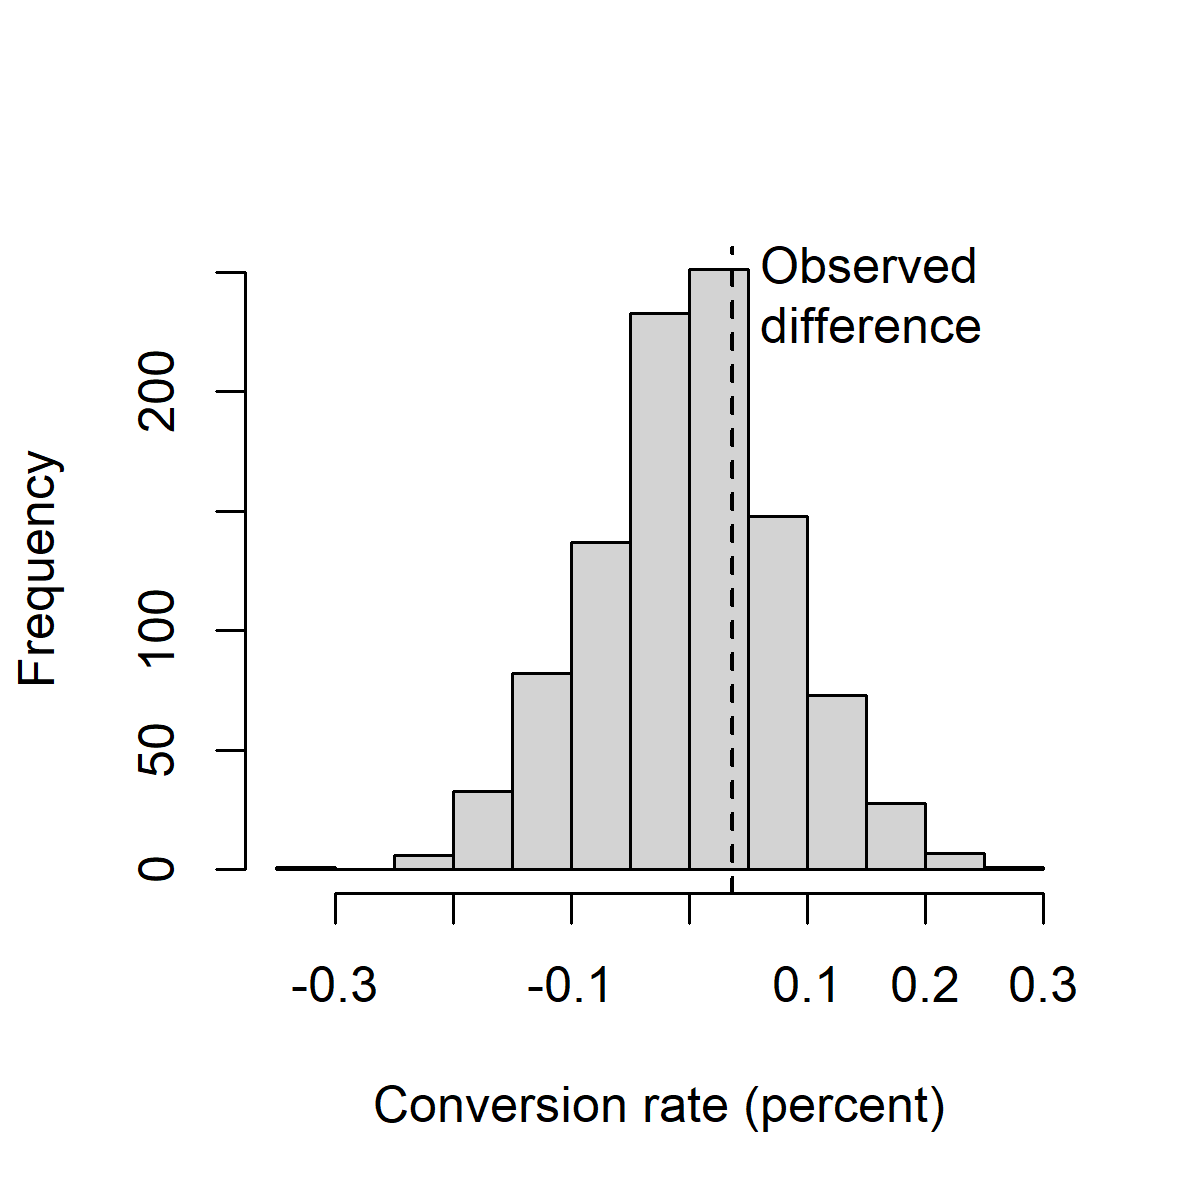 Observed
difference
Frequency
200
100
50
0
-0.3 -0.1 0.1 0.2 0.3
Conversion rate (percent)